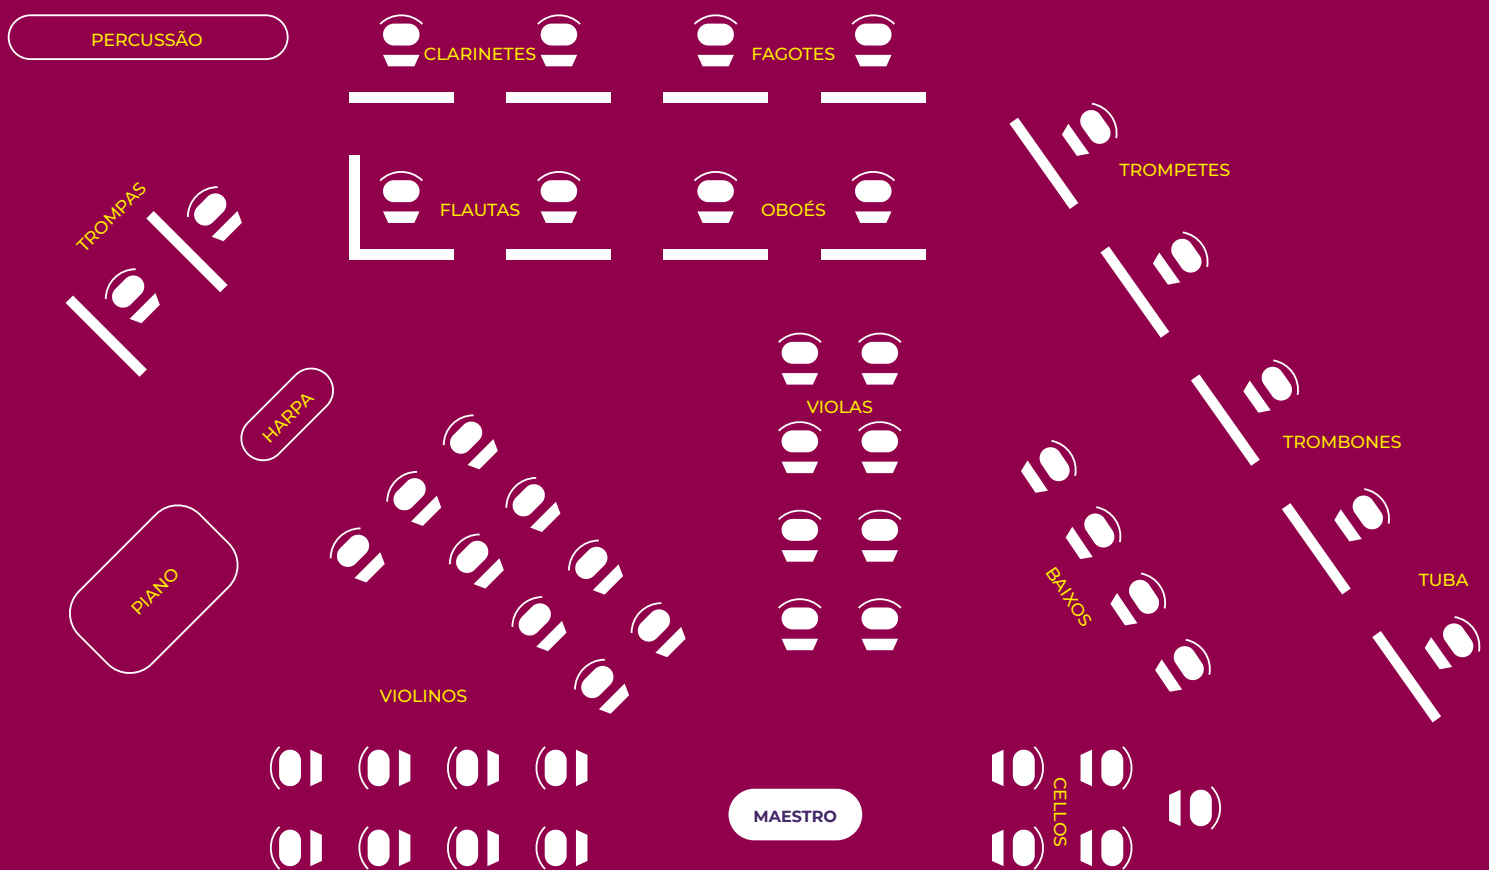 PERCUSSÃO
CLARINETES
FAGOTES
TROMPETES
TROMPAS
FLAUTAS
OBOÉS
HARPA
VIOLAS
TROMBONES
PIANO
BAIXOS
TUBA
VIOLINOS
MAESTRO
CELLOS